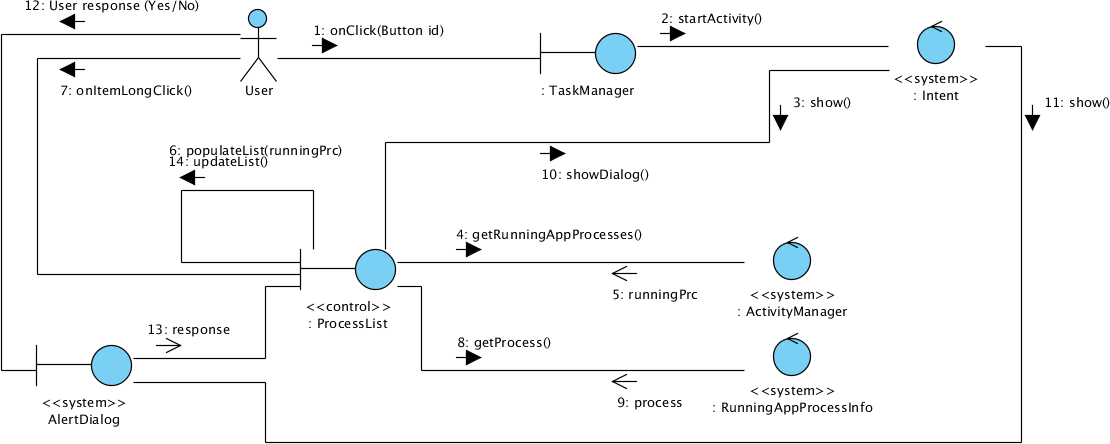 12: User response (Yes/No)
1: onClick(Button id)
2: startActivity()
7: onItemLongClick()
User
: TaskManager
<<system>>
: Intent
3: show()
11: show()
6: populateList(runningPrc)
14: updateList()
10: showDialog()
4: getRunningAppProcesses()
5: runningPrc
<<system>>
: ActivityManager
<<control>>
: ProcessList
13: response
8: getProcess()
9: process
<<system>>
: RunningAppProcessInfo
<<system>>
AlertDialog